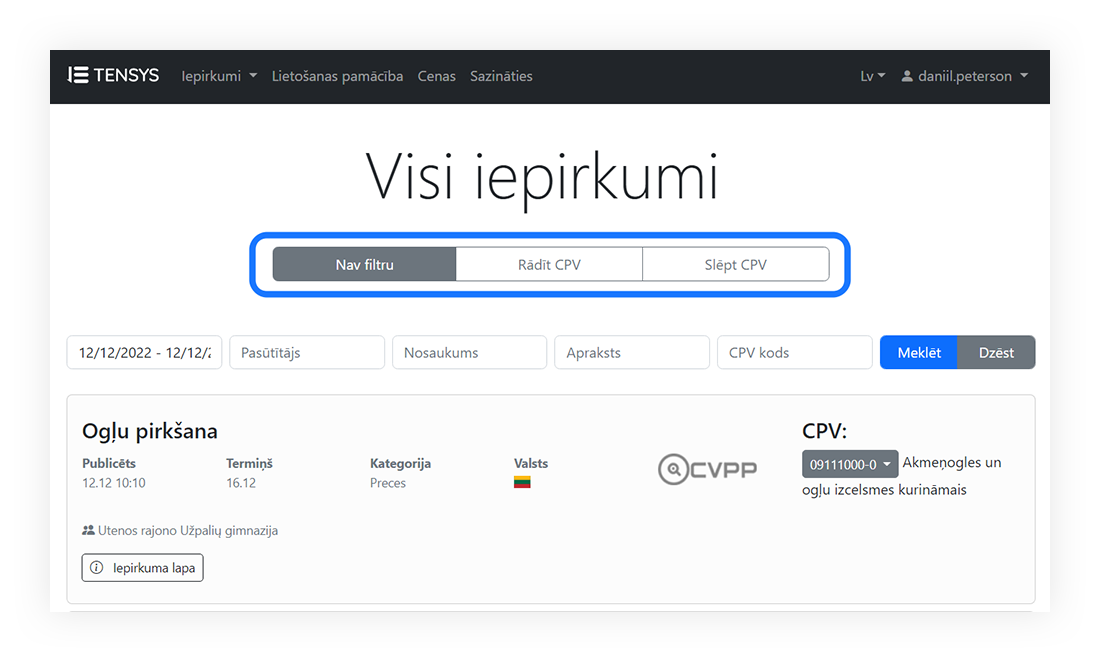 TENSYS Iepirkumi Lietošanas pamācība Cenas Sazināties Lv daniil.peterson
Visi iepirkumi
Nav filtru Rādīt CPV Slēpt CPV
12/12/2022 - 12/12/2 Pasūtītājs Nosaukums Apraksts CPV kods Meklēt Dzēst
Ogļu pirkšana
Publicēts Termiņš Kategorija Valsts
12.12 10:10 16.12 Preces
CVPP
CPV:
09111000-0 Akmeņogles un
ogļu izcelsmes kurināmais
Utenos rajono Užpalių gimnazija
Iepirkuma lapa